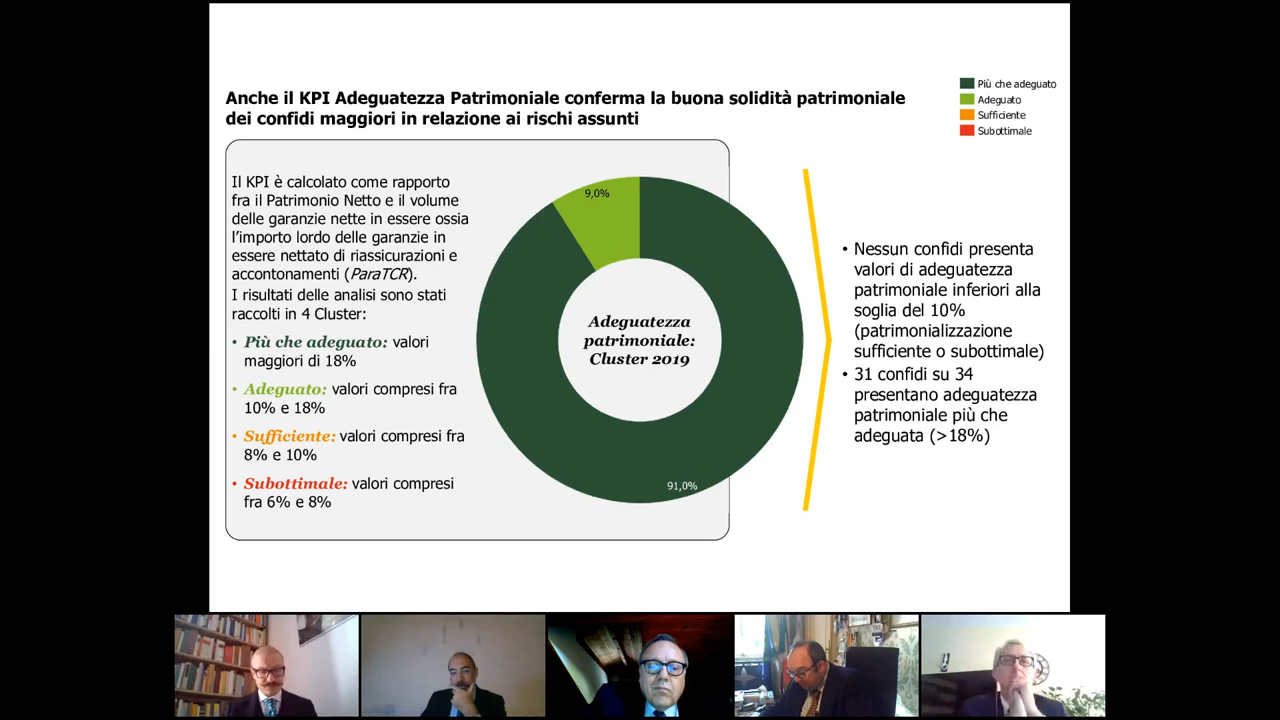 Anche il KPI Adeguatezza Patrimoniale conferma la buona solidità patrimoniale
dei confidi maggiori in relazione ai rischi assunti
Più che adeguato
Adeguato
Sufficiente
Subottimale
Il KPI è calcolato come rapporto
fra il Patrimonio Netto e il volume
delle garanzie nette in essere ossia
l'importo lordo delle garanzie in
essere nettato di riassicurazioni e
accontonamenti (ParaTCR).
I risultati delle analisi sono stati
raccolti in 4 Cluster:
• Più che adeguato: valori
maggiori di 18%
• Adeguato: valori compresi fra
10% e 18%
• Sufficiente: valori compresi fra
8% e 10%
• Subottimale: valori compresi
fra 6% e 8%
9,0%
Adeguatezza
patrimoniale:
Cluster 2019
91,0%
• Nessun confidi presenta
valori di adeguatezza
patrimoniale inferiori alla
soglia del 10%
(patrimonializzazione
sufficiente o subottimale)
• 31 confidi su 34
presentano adeguatezza
patrimoniale più che
adeguata (>18%)